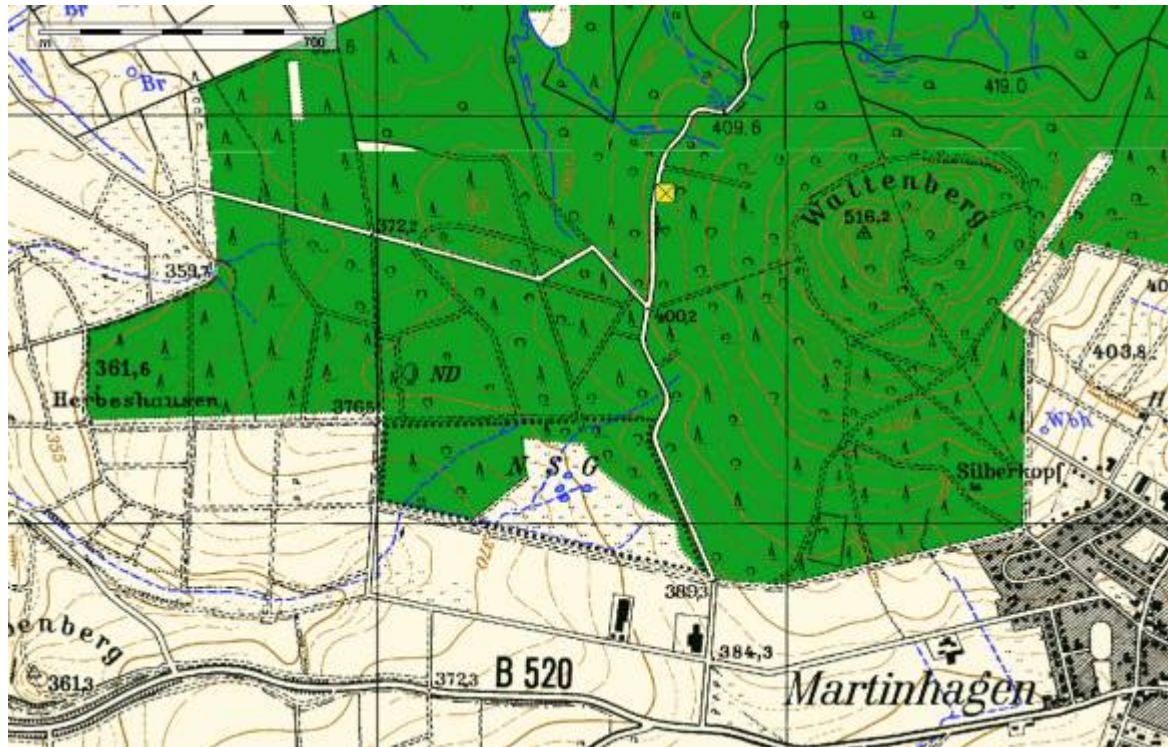 m 700
Br
Br
419.0
409.6
Wattenberg
516.2
372,2
359,7
400,2
40
403,8
361,6
ND
Herbeshausen
376,5
H
Wbh
355
N S G
Silberkopf
370
389,3
enberg
384,3
361,3
372,3
B 520
Martinhagen